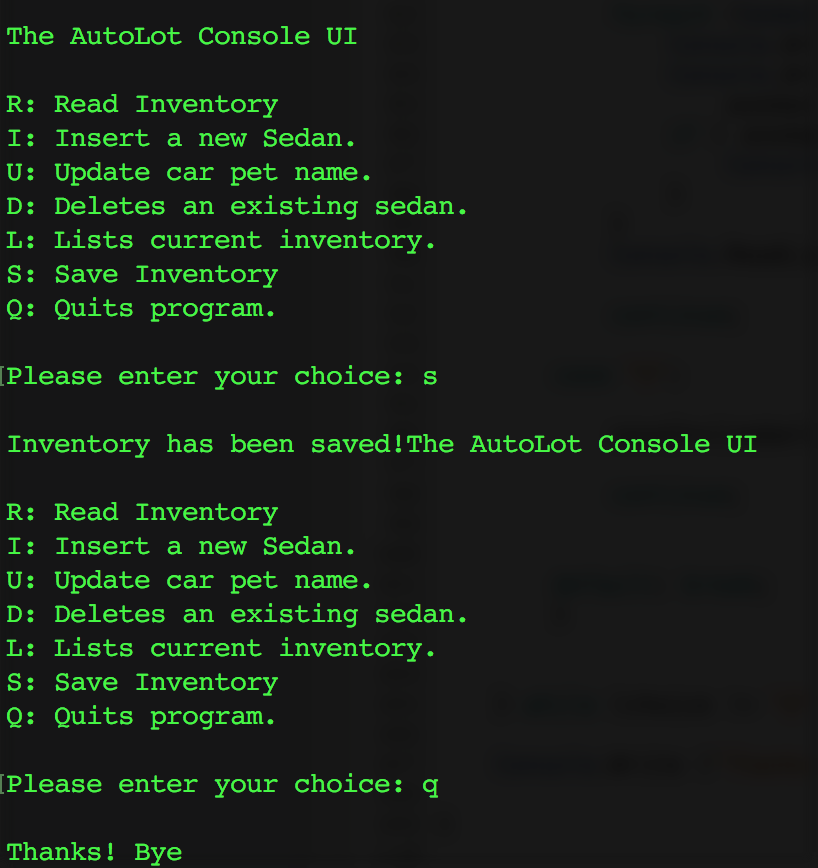 The AutoLot Console UI
R: Read Inventory
I: Insert a new Sedan.
U: Update car pet name.
D: Deletes an existing sedan.
L: Lists current inventory.
S: Save Inventory
Q: Quits program.
Please enter your choice: s
Inventory has been saved!The AutoLot Console UI
R: Read Inventory
I: Insert a new Sedan.
U: Update car pet name.
D: Deletes an existing sedan.
L: Lists current inventory.
S: Save Inventory
Q: Quits program.
Please enter your choice: q
Thanks! Bye